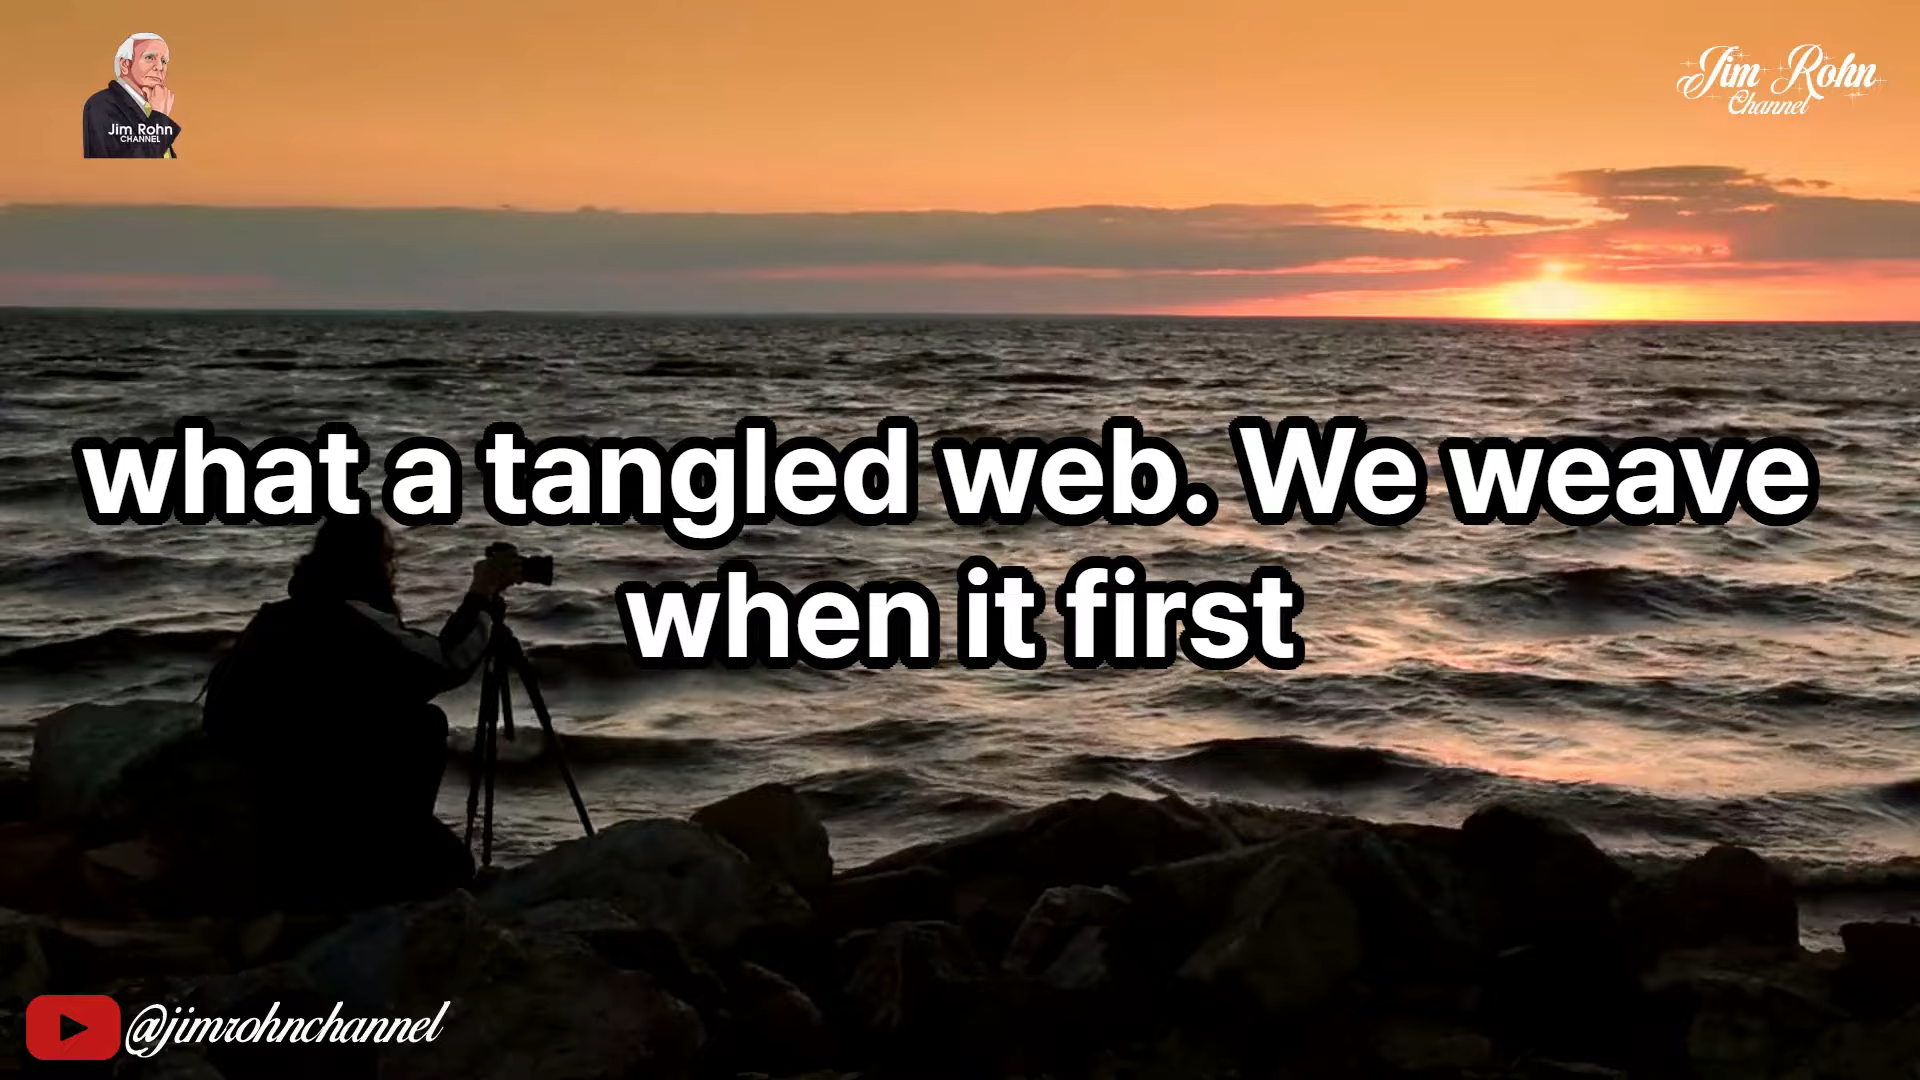 Jim Rohn
CHANNEL
Jim Rohn
Channel
what a tangled web. We weave
when it first
@jimrohnchannel